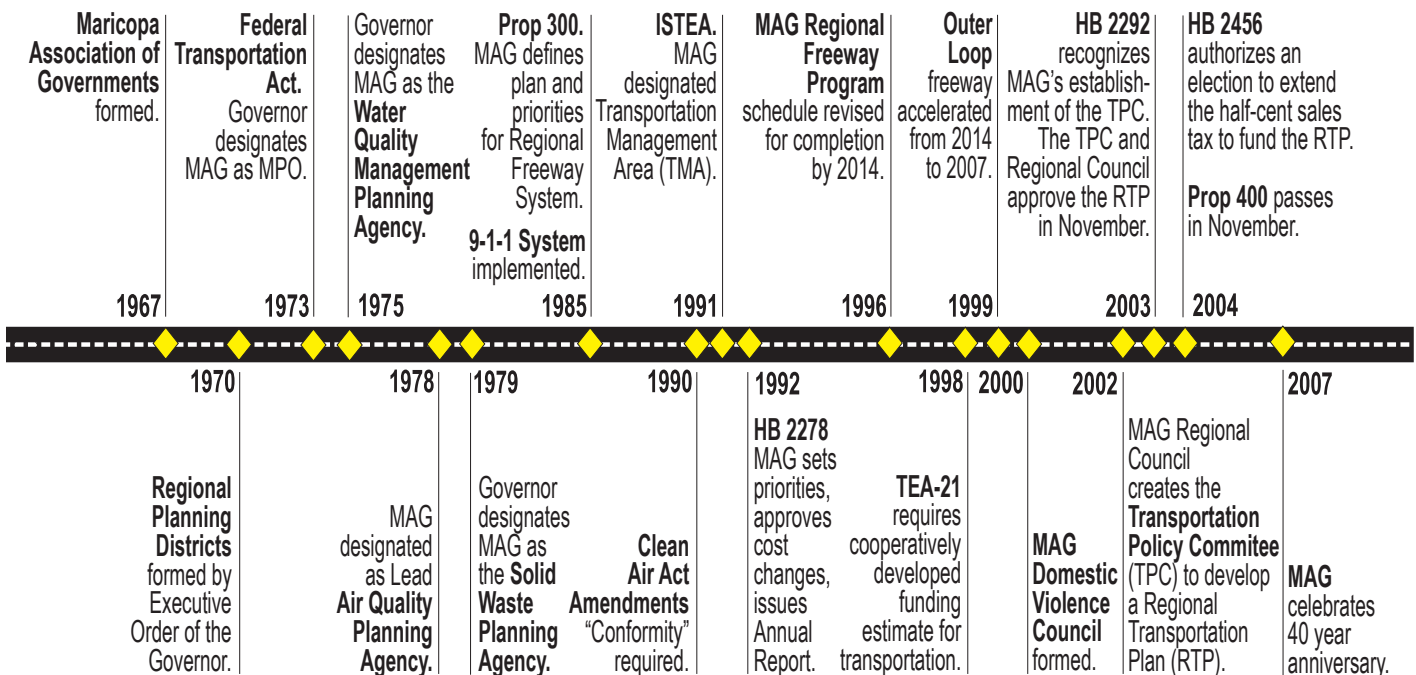 Maricopa
Association of
Governments
formed.
1967
Federal
Transportation
Act.
Governor
designates
MAG as MPO.
1973
Governor
designates
MAG as the
Water
Quality
Management
Planning
Agency.
1975
Prop 300.
MAG defines
plan and
priorities
for Regional
Freeway
System.
9-1-1 System
implemented.
1985
ISTEA.
MAG
designated
Transportation
Management
Area (TMA).
1991
MAG Regional
Freeway
Program
schedule revised
for completion
by 2014.
1996
Outer
Loop
freeway
accelerated
from 2014
to 2007.
1999
HB 2292
recognizes
MAG's establish-
ment of the TPC.
The TPC and
Regional Council
approve the RTP
in November.
2003
HB 2456
authorizes an
election to extend
the half-cent sales
tax to fund the RTP.
Prop 400 passes
in November.
2004
1970
Regional
Planning
Districts
formed by
Executive
Order of the
Governor.
1978
MAG
designated
as Lead
Air Quality
Planning
Agency.
1979
Governor
designates
MAG as
the Solid
Waste
Planning
Agency.
1990
Clean
Air Act
Amendments
“Conformity”
required.
1992
HB 2278
MAG sets
priorities,
approves
cost
changes,
issues
Annual
Report.
1998
TEA-21
requires
cooperatively
developed
funding
estimate for
transportation.
2000
MAG
Domestic
Violence
Council
formed.
2002
MAG Regional
Council
creates the
Transportation
Policy Commitee
(TPC) to develop
a Regional
Transportation
Plan (RTP).
2007
MAG
celebrates
40 year
anniversary.